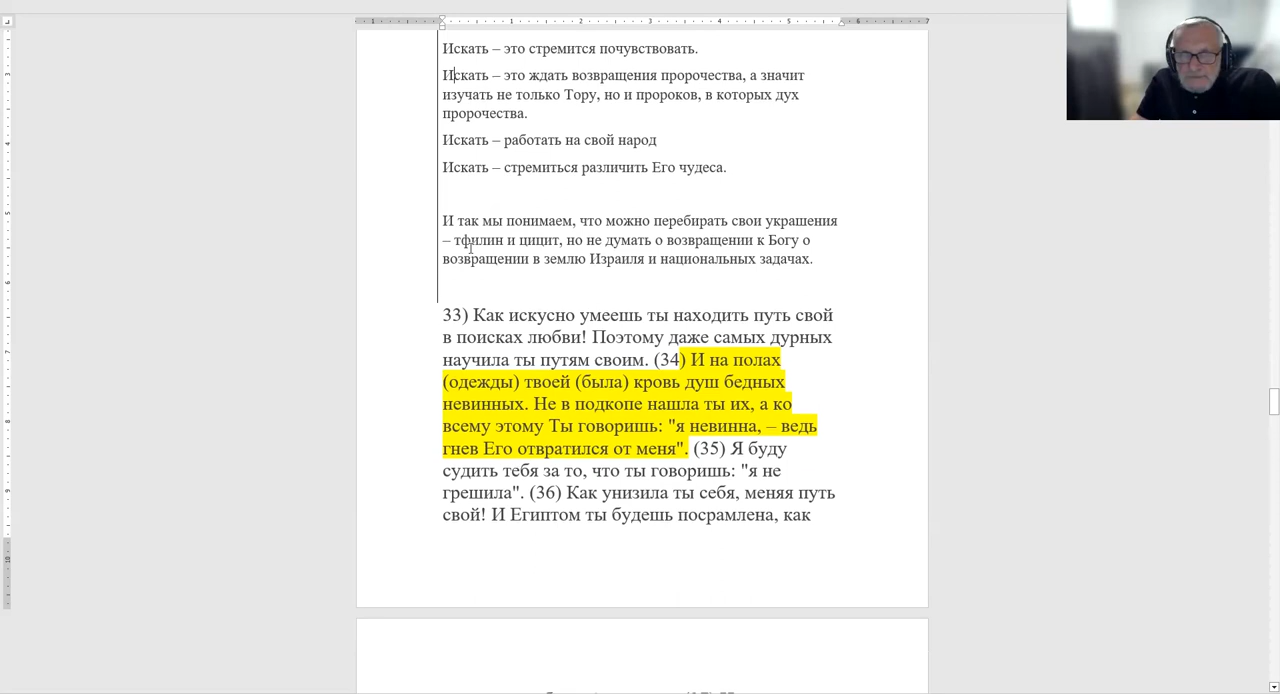 Искать – это стремится почувствовать.
Искать – это ждать возвращения пророчества, а значит
изучать не только Тору, но и пророков, в которых дух
пророчества.
Искать – работать на свой народ
Искать – стремиться различить Его чудеса.
И так мы понимаем, что можно перебирать свои украшения
– тфилин и цицит, но не думать о возвращении к Богу о
возвращении в землю Израиля и национальных задачах.
33) Как искусно умеешь ты находить путь свой
в поисках любви! Поэтому даже самых дурных
научила ты путям своим. (34) И на полах
(одежды) твоей (была) кровь душ бедных
невинных. Не в подкопе нашла ты их, а ко
всему этому Ты говоришь: "я невинна, – ведь
гнев Его отвратился от меня". (35) Я буду
судить тебя за то, что ты говоришь: "я не
грешила". (36) Как унизила ты себя, меняя путь
свой! И Египтом ты будешь посрамлена, как